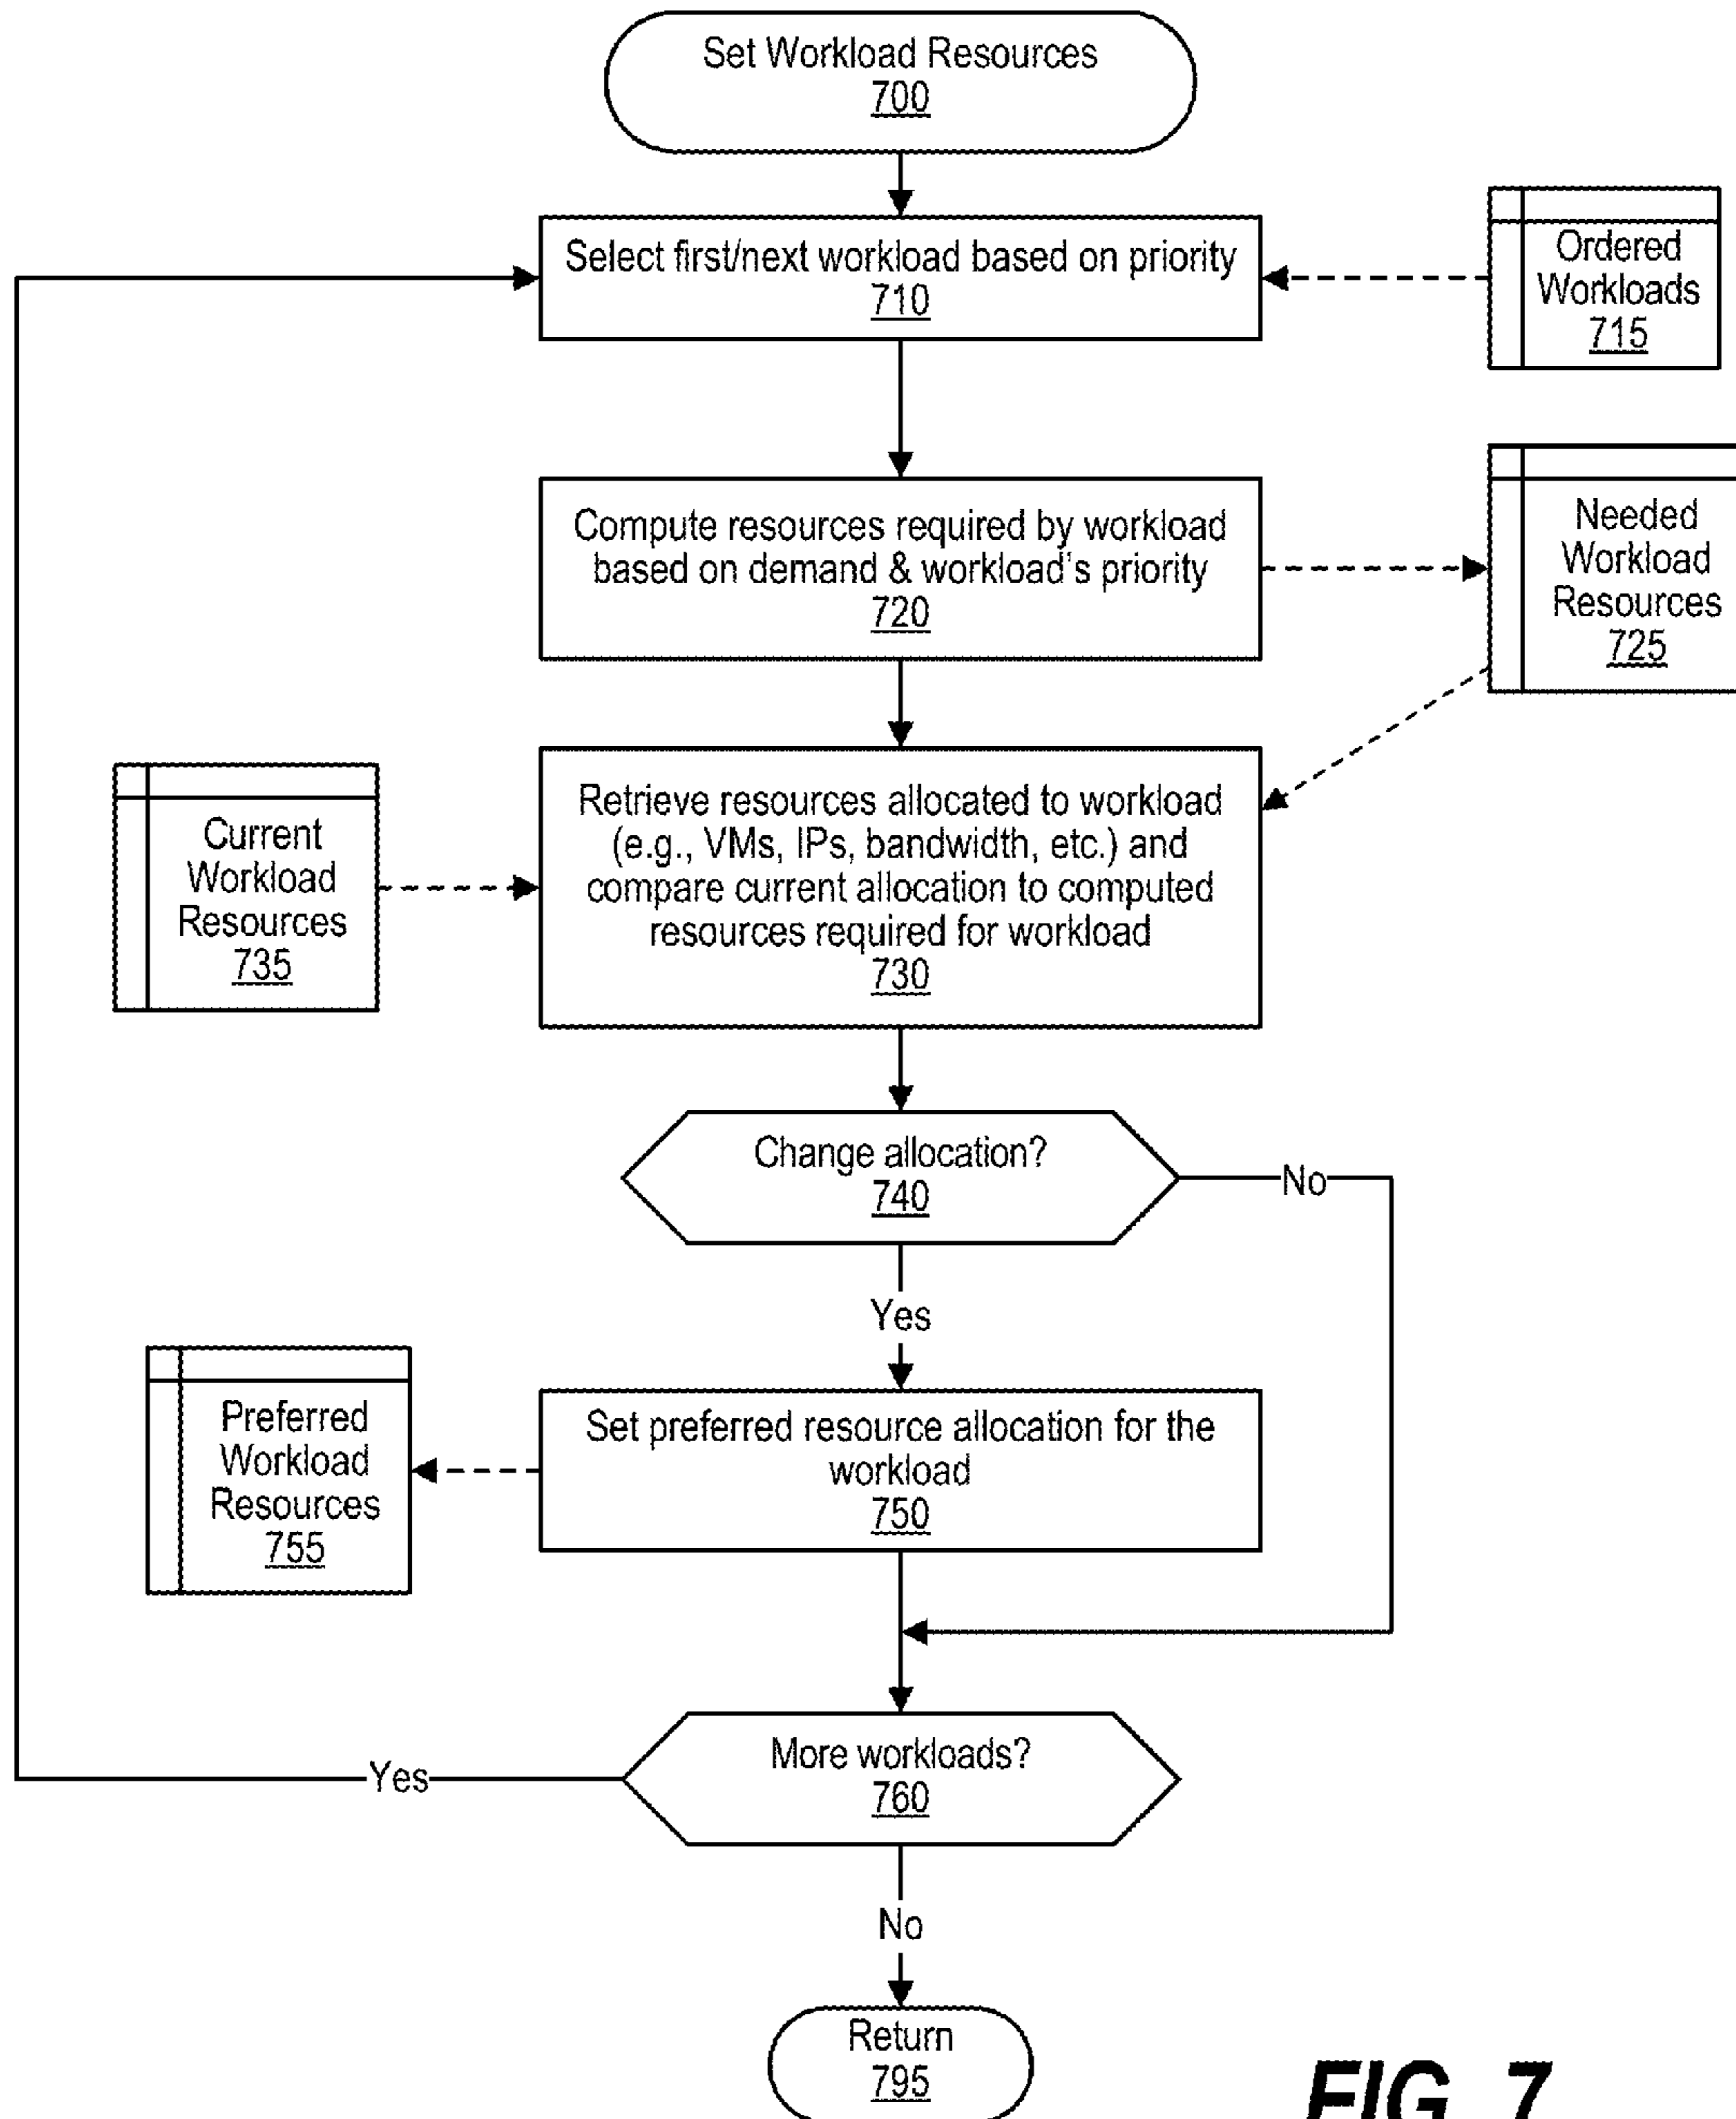 Set Workload Resources
700
Select first/next workload based on priority
710
Ordered
Workloads
715
Compute resources required by workload
based on demand & workload's priority
720
Needed
Workload
Resources
725
Current
Workload
Resources
735
Retrieve resources allocated to workload
(e.g., VMs, IPs, bandwidth, etc.) and
compare current allocation to computed
resources required for workload
730
Change allocation?
740
No
Yes
Preferred
Workload
Resources
755
Set preferred resource allocation for the
workload
750
More workloads?
760
Yes
No
Return
795
FIG. 7